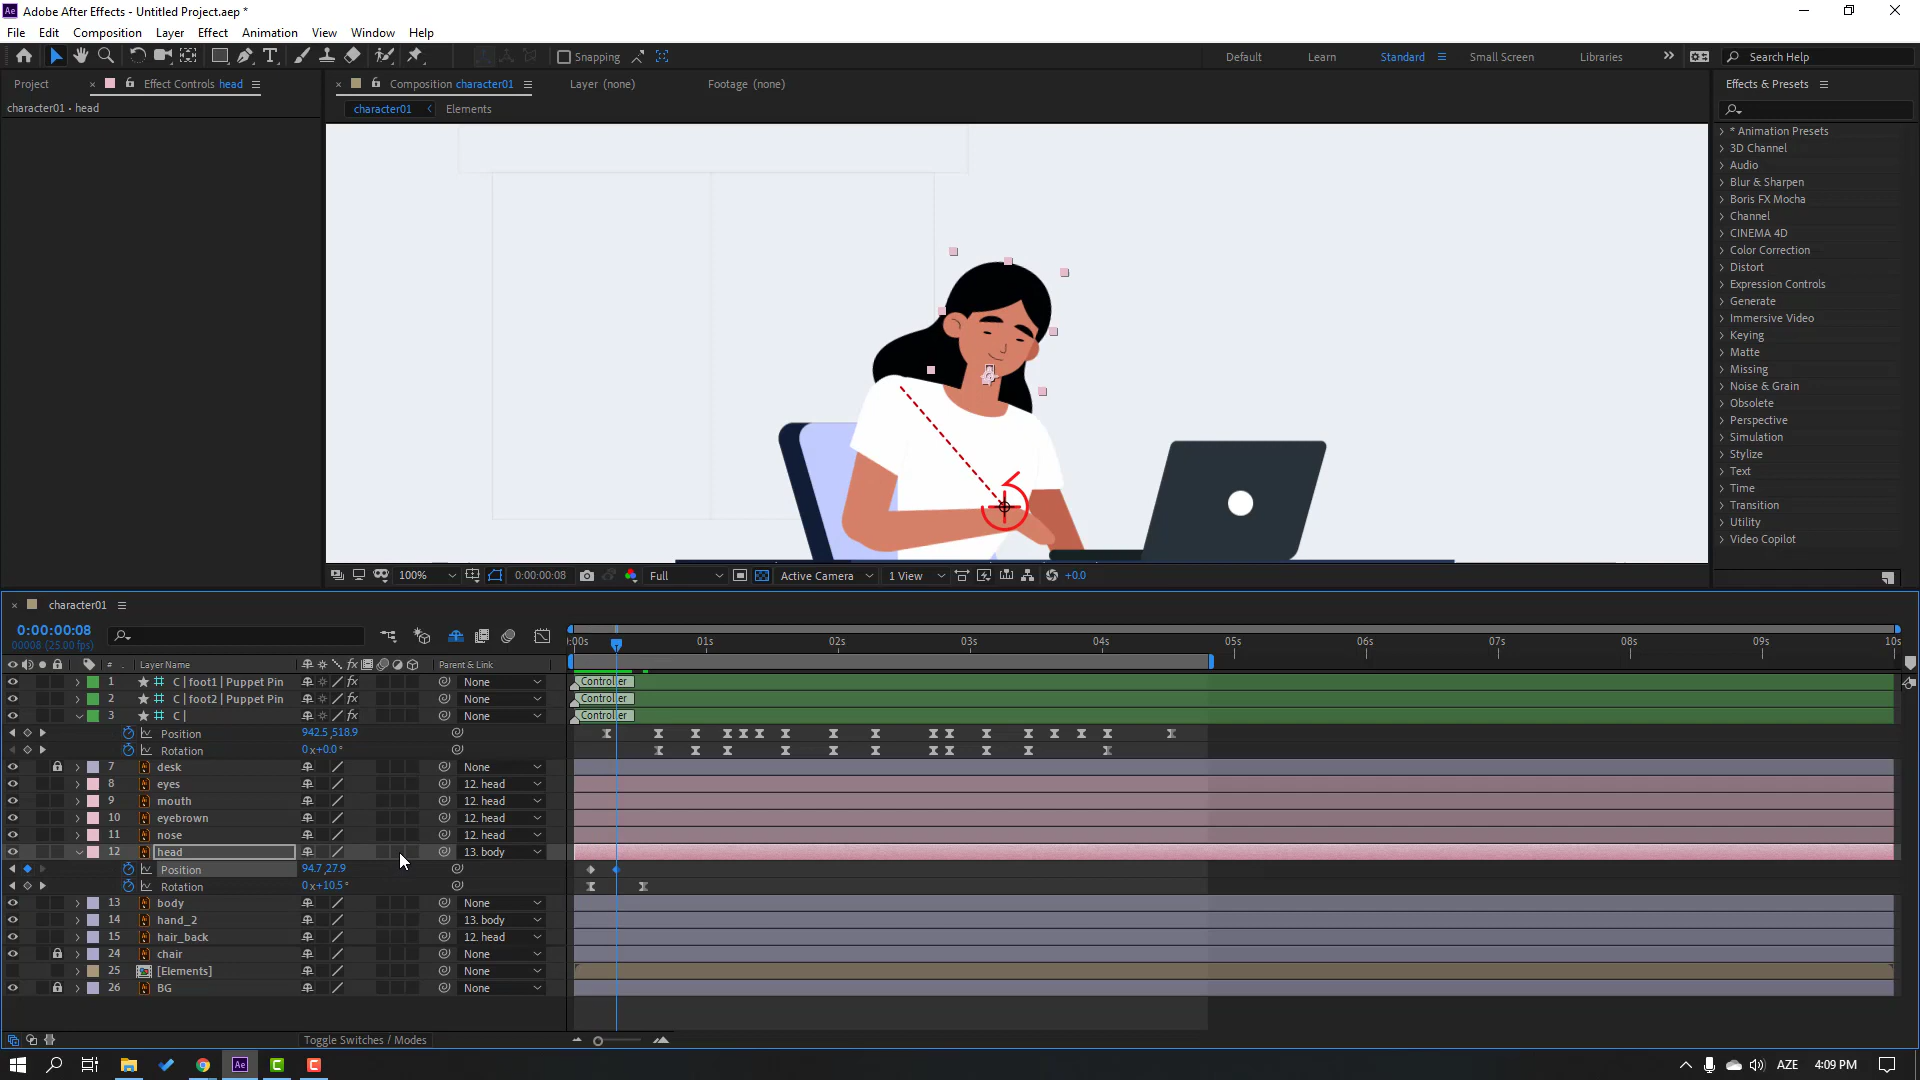 Ae Adobe After Effects - Untitled Project.aep *
File Edit Composition Layer Effect Animation View Window Help
Snapping
Default Learn Standard Small Screen Libraries Search Help
Project Effect Controls head
character01 • head
Composition character01
Layer (none)
Footage (none)
character01 Elements
100% 0:00:00:08 Full Active Camera 1 View +0.0
Effects & Presets
* Animation Presets
3D Channel
Audio
Blur & Sharpen
Boris FX Mocha
Channel
CINEMA 4D
Color Correction
Distort
Expression Controls
Generate
Immersive Video
Keying
Matte
Missing
Noise & Grain
Obsolete
Perspective
Simulation
Stylize
Text
Time
Transition
Utility
Video Copilot
character01
0:00:00:08
00008 (25.00 fps)
:00s 01s 02s 03s 04s 05s 06s 07s 08s 09s 10s
# Layer Name fx Parent & Link
1 C | foot1 | Puppet Pin fx None Controller
2 C | foot2 | Puppet Pin fx None Controller
3 C | fx None Controller
Position 942.5,518.9
Rotation 0x+0.0°
7 desk None
8 eyes 12. head
9 mouth 12. head
10 eyebrown 12. head
11 nose 12. head
12 head 13. body
Position 94.7,27.9
Rotation 0x+10.5°
13 body None
14 hand_2 13. body
15 hair_back 12. head
24 chair None
25 [Elements] None
26 BG None
Toggle Switches / Modes
Ae AZE 4:09 PM